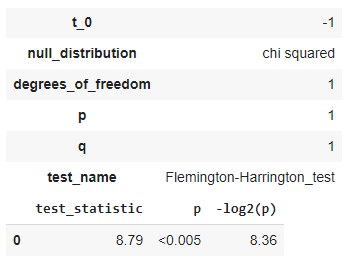 t_0 -1
null_distribution chi squared
degrees_of_freedom 1
p 1
q 1
test_name Flemington-Harrington_test
test_statistic p -log2(p)
0 8.79 <0.005 8.36